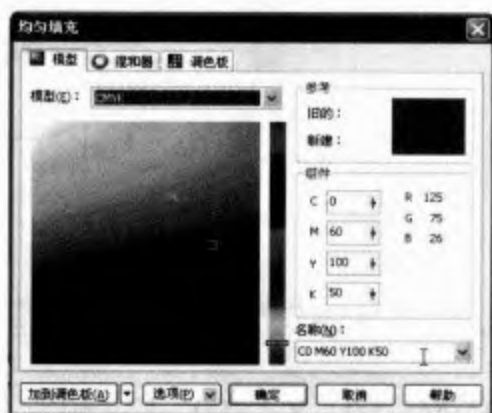 均匀填充
模型 混和器 调色板
模型(E): CMYK
参考
旧的:
新建:
组件
C 0 R 125
M 60 G 75
B 26
Y 100
K 50
名称(N):
C0 M60 Y100 K50
加到调色板(A) 选项(P) 确定 取消 帮助